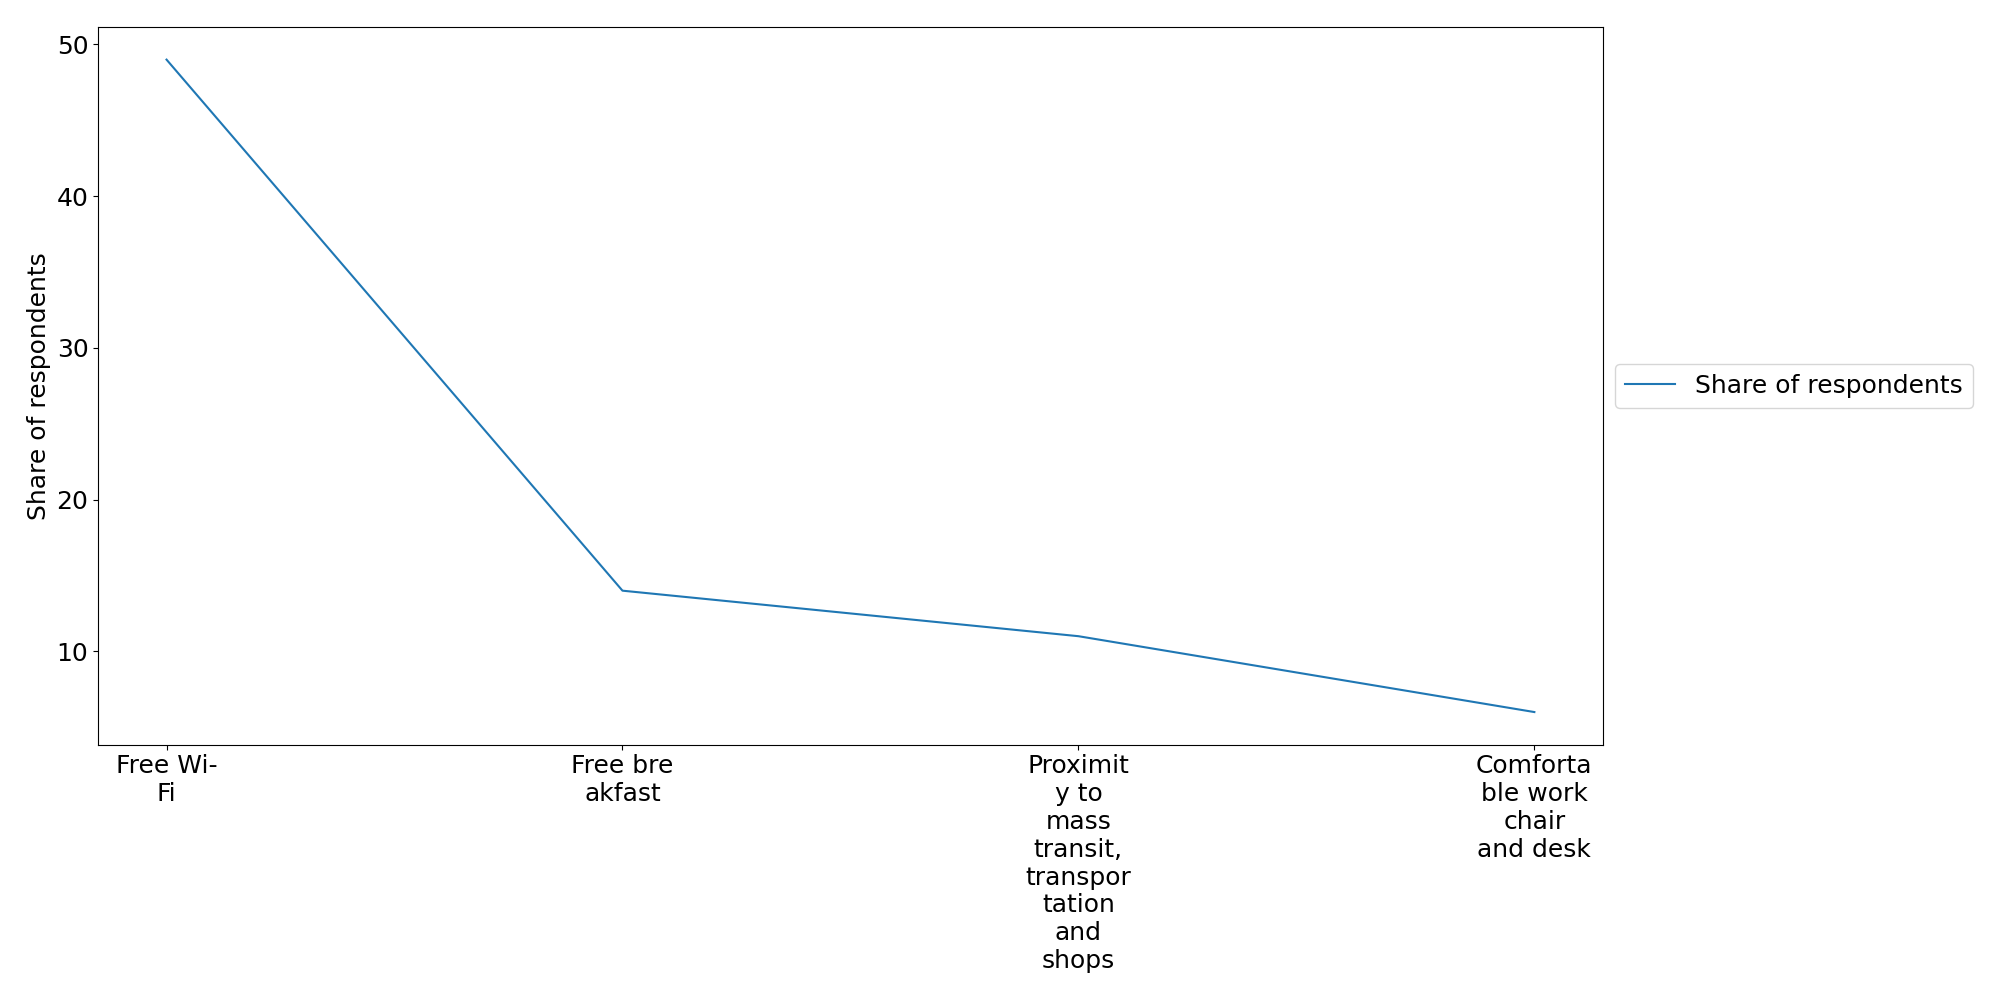 50
40
30
20
10
Share of respondents
Free Wi-
Fi
Free bre
akfast
Proximit
y to
mass
transit,
transpor
tation
and
shops
Comforta
ble work
chair
and desk
Share of respondents